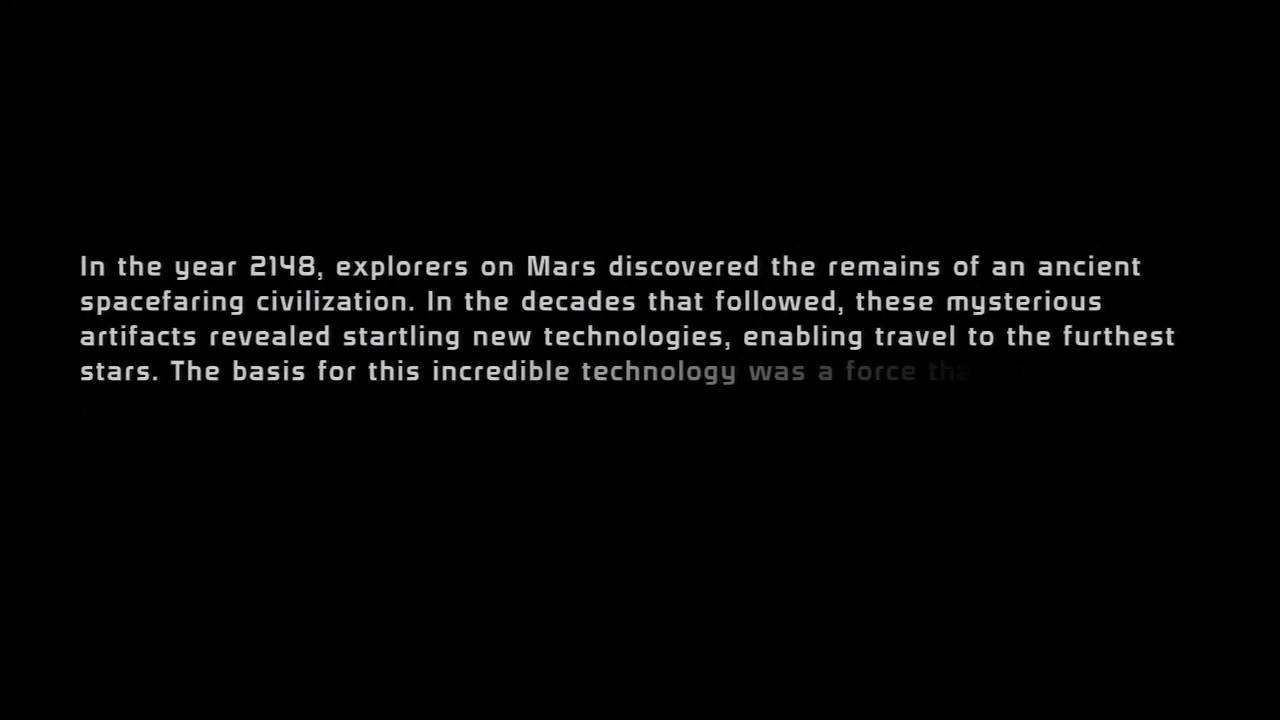 In the year 2148, explorers on Mars discovered the remains of an ancient
spacefaring civilization. In the decades that followed, these mysterious
artifacts revealed startling new technologies, enabling travel to the furthest
stars. The basis for this incredible technology was a force tha